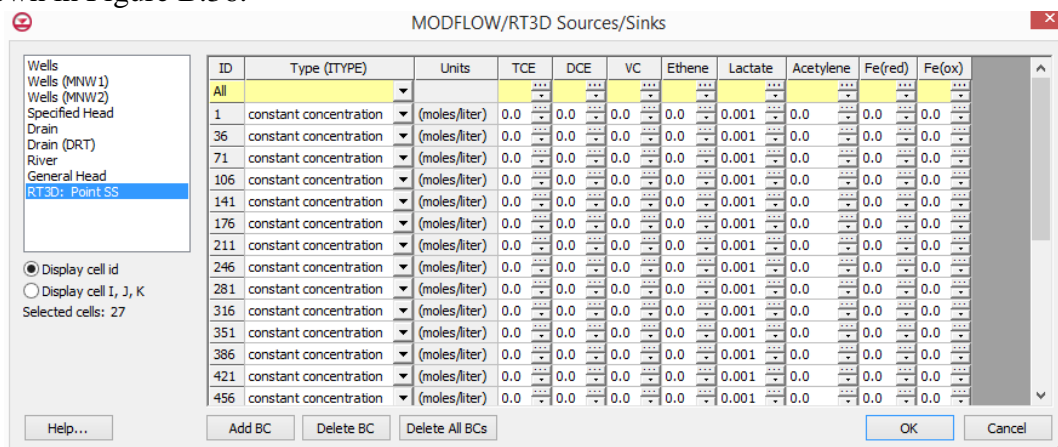 MODFLOW/RT3D Sources/Sinks
Wells
Wells (MNW1)
Wells (MNW2)
Specified Head
Drain
Drain (DRT)
River
General Head
RT3D: Point SS
Display cell id
Display cell I, J, K
Selected cells: 27
ID Type (ITYPE) Units TCE DCE VC Ethene Lactate Acetylene Fe(red) Fe(ox)
All
1 constant concentration (moles/liter) 0.0 0.0 0.0 0.0 0.001 0.0 0.0 0.0
36 constant concentration (moles/liter) 0.0 0.0 0.0 0.0 0.001 0.0 0.0 0.0
71 constant concentration (moles/liter) 0.0 0.0 0.0 0.0 0.001 0.0 0.0 0.0
106 constant concentration (moles/liter) 0.0 0.0 0.0 0.0 0.001 0.0 0.0 0.0
141 constant concentration (moles/liter) 0.0 0.0 0.0 0.0 0.001 0.0 0.0 0.0
176 constant concentration (moles/liter) 0.0 0.0 0.0 0.0 0.001 0.0 0.0 0.0
211 constant concentration (moles/liter) 0.0 0.0 0.0 0.0 0.001 0.0 0.0 0.0
246 constant concentration (moles/liter) 0.0 0.0 0.0 0.0 0.001 0.0 0.0 0.0
281 constant concentration (moles/liter) 0.0 0.0 0.0 0.0 0.001 0.0 0.0 0.0
316 constant concentration (moles/liter) 0.0 0.0 0.0 0.0 0.001 0.0 0.0 0.0
351 constant concentration (moles/liter) 0.0 0.0 0.0 0.0 0.001 0.0 0.0 0.0
386 constant concentration (moles/liter) 0.0 0.0 0.0 0.0 0.001 0.0 0.0 0.0
421 constant concentration (moles/liter) 0.0 0.0 0.0 0.0 0.001 0.0 0.0 0.0
456 constant concentration (moles/liter) 0.0 0.0 0.0 0.0 0.001 0.0 0.0 0.0
Help... Add BC Delete BC Delete All BCs OK Cancel